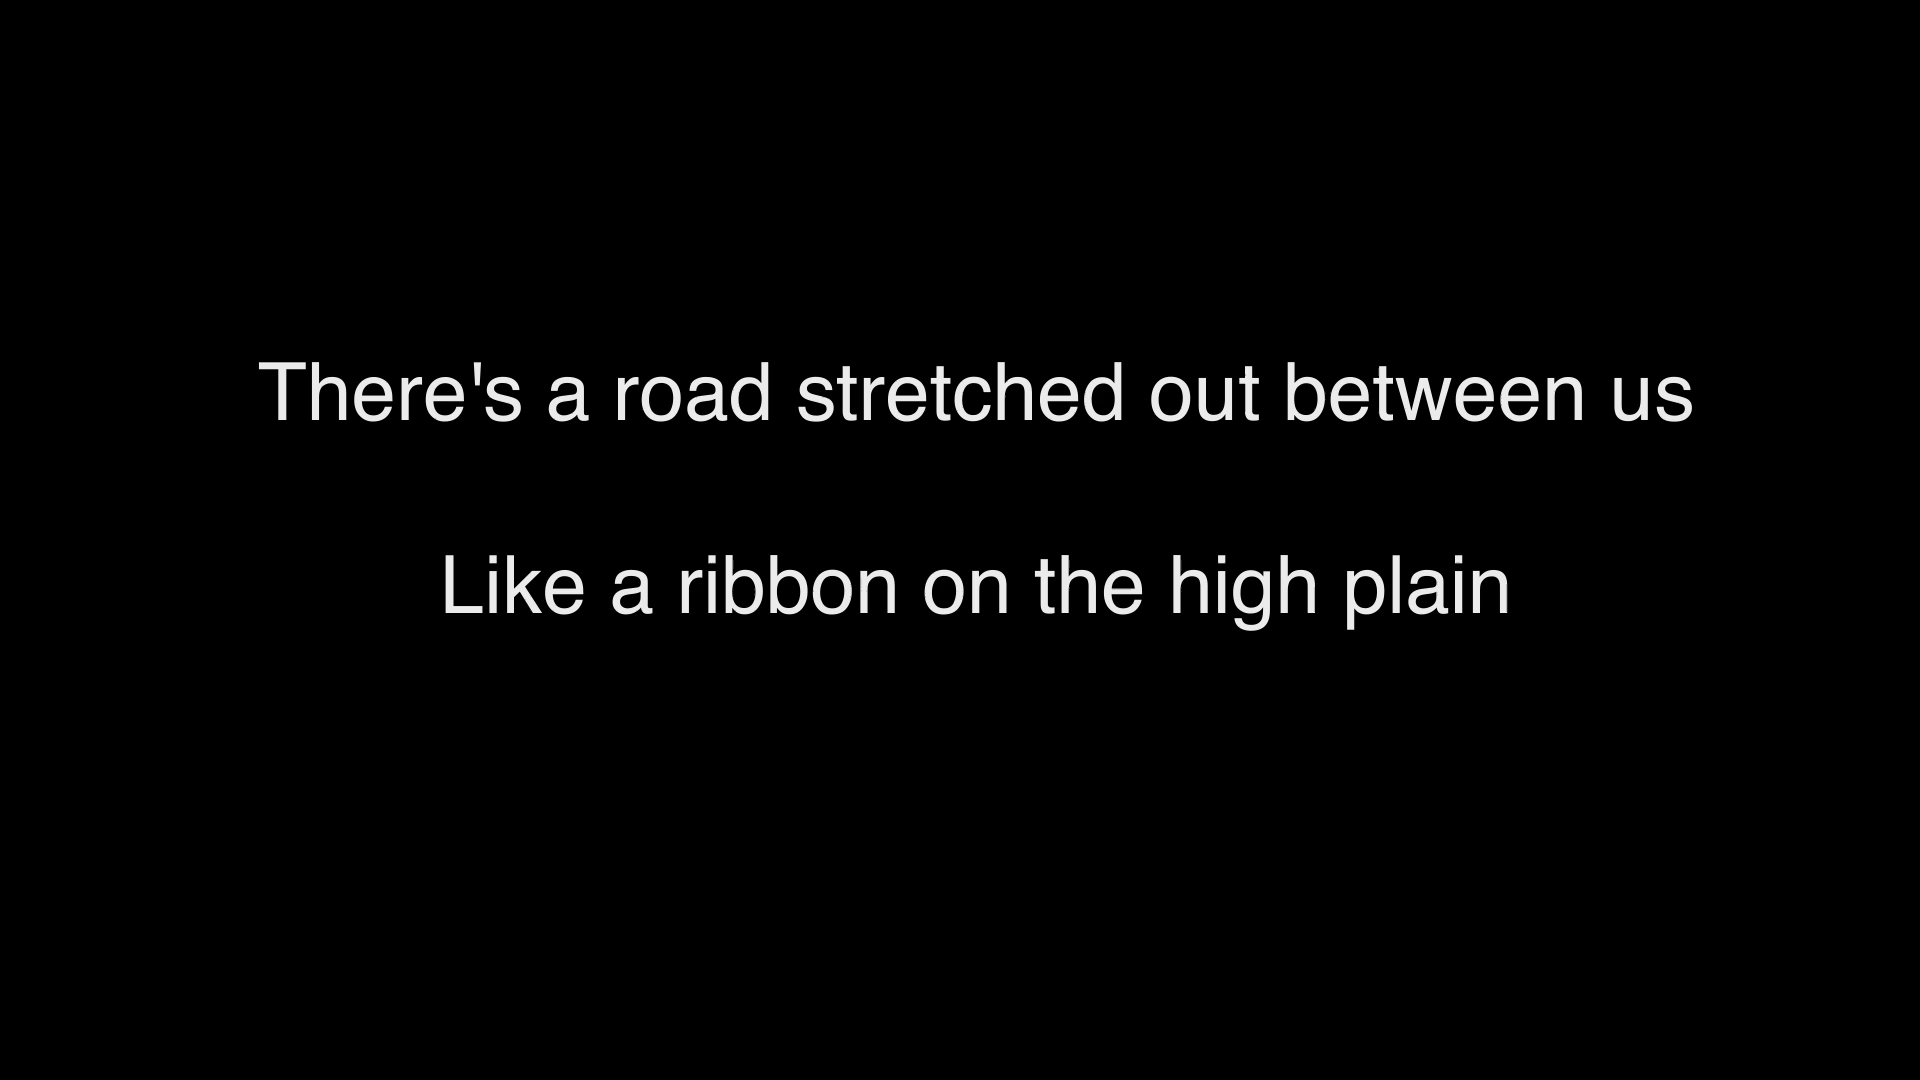 There's a road stretched out between us
Like a ribbon on the high plain